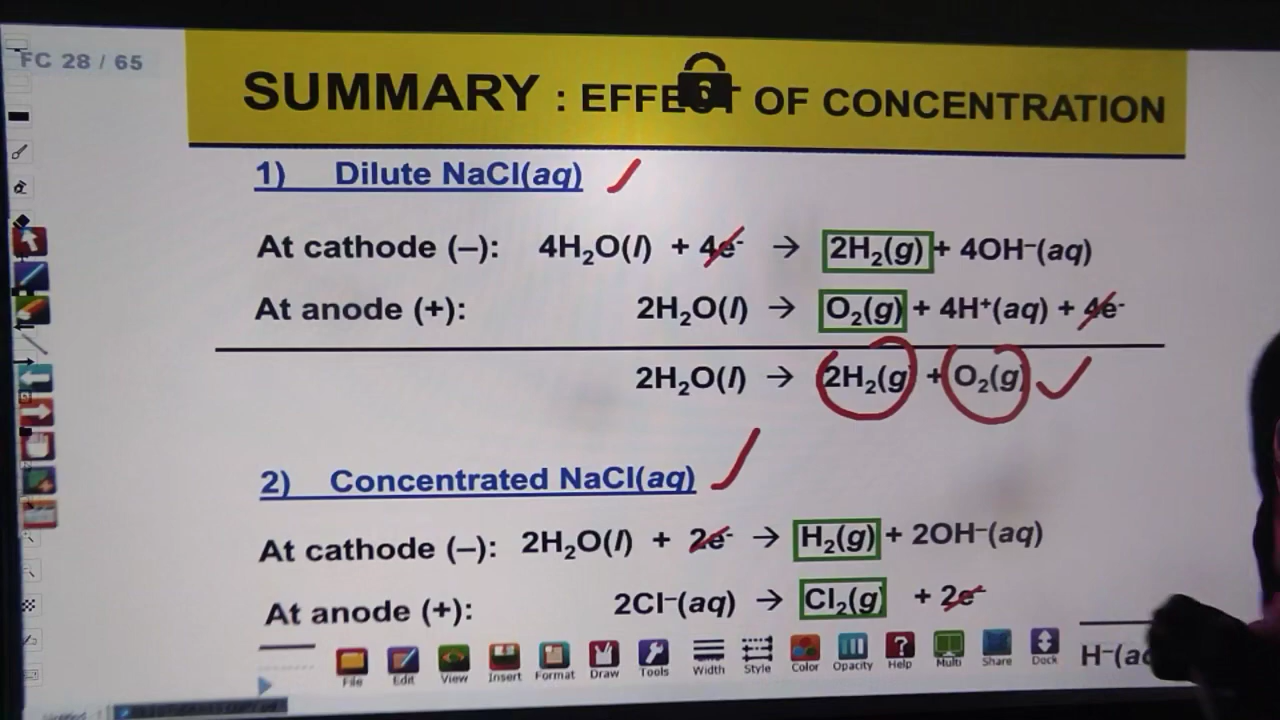 FC 28 / 65
SUMMARY : EFFECT OF CONCENTRATION
1) Dilute NaCl(aq)
At cathode (–): 4H₂O(l) + 4e⁻ → 2H₂(g) + 4OH⁻(aq)
At anode (+): 2H₂O(l) → O₂(g) + 4H⁺(aq) + 4e⁻
2H₂O(l) → 2H₂(g) + O₂(g)
2) Concentrated NaCl(aq)
At cathode (–): 2H₂O(l) + 2e⁻ → H₂(g) + 2OH⁻(aq)
At anode (+): 2Cl⁻(aq) → Cl₂(g) + 2e⁻
H⁻(a
File Edit View Insert Format Draw Tools Width Style Color Opacity Help Multi Share Dock